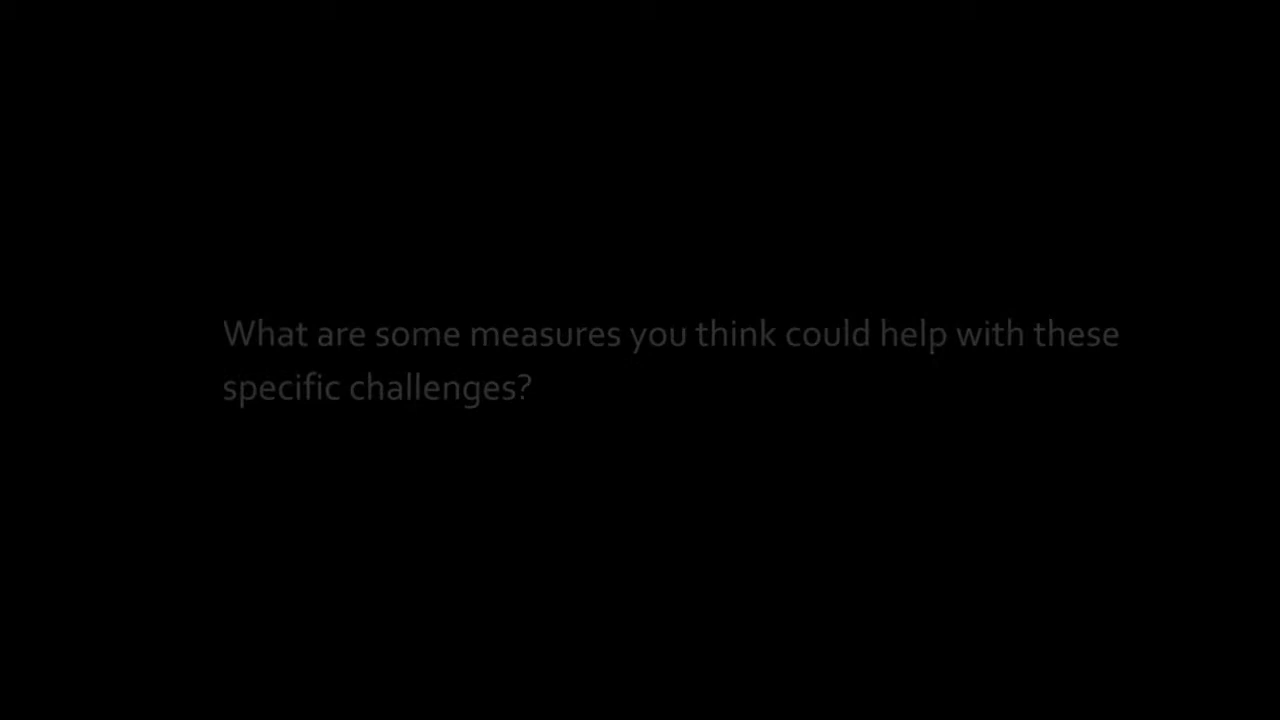 What are some measures you think could help with these
specific challenges?